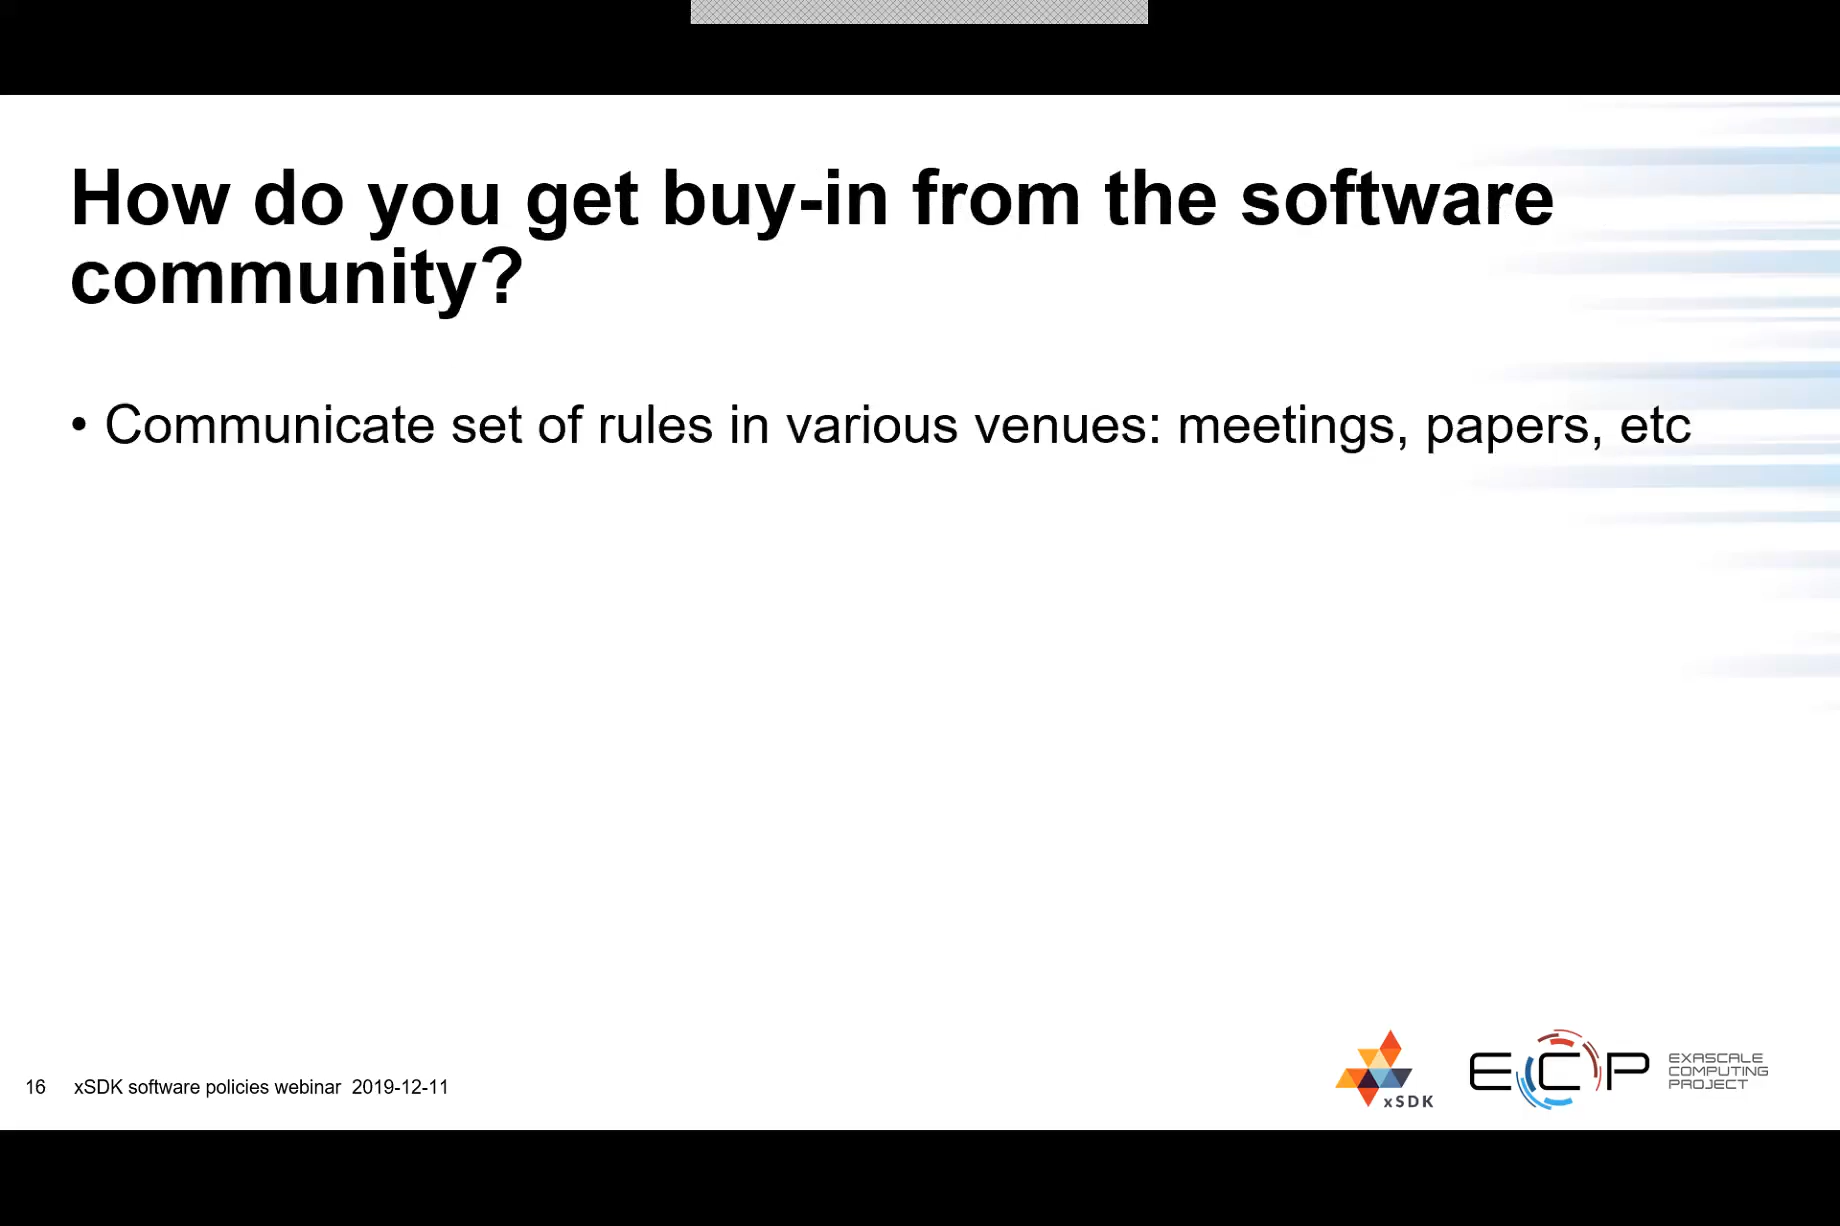 How do you get buy-in from the software
community?
• Communicate set of rules in various venues: meetings, papers, etc
16 xSDK software policies webinar 2019-12-11
xSDK
ECP
EXASCALE
COMPUTING
PROJECT